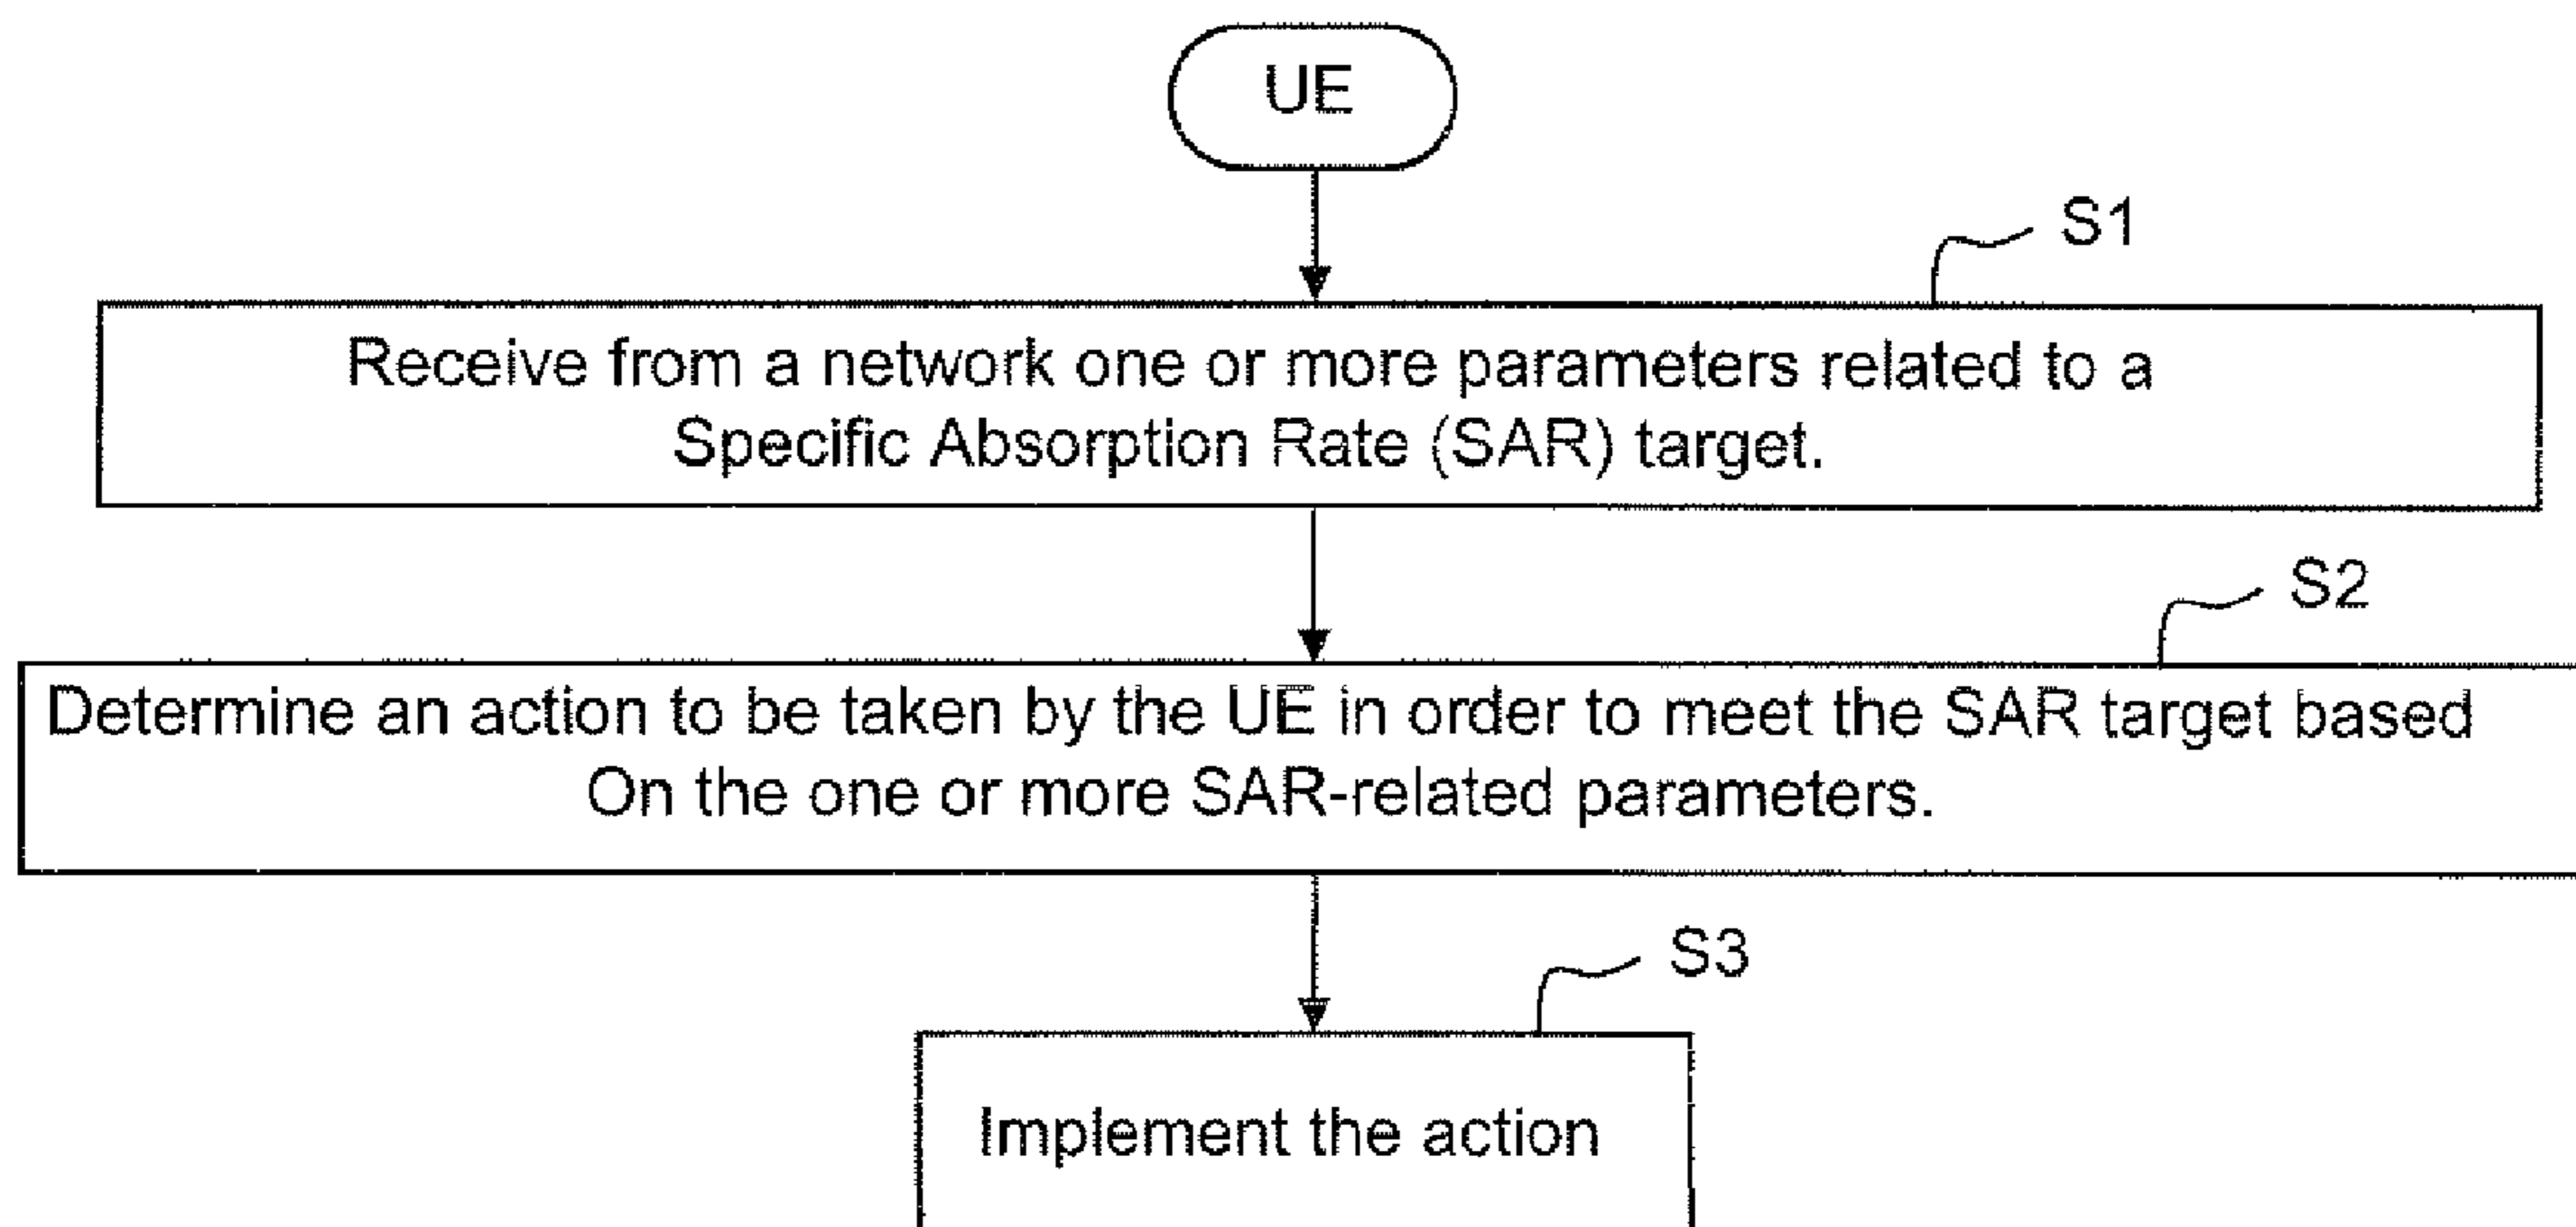 UE
S1
Receive from a network one or more parameters related to a
Specific Absorption Rate (SAR) target.
S2
Determine an action to be taken by the UE in order to meet the SAR target based
On the one or more SAR-related parameters.
S3
Implement the action